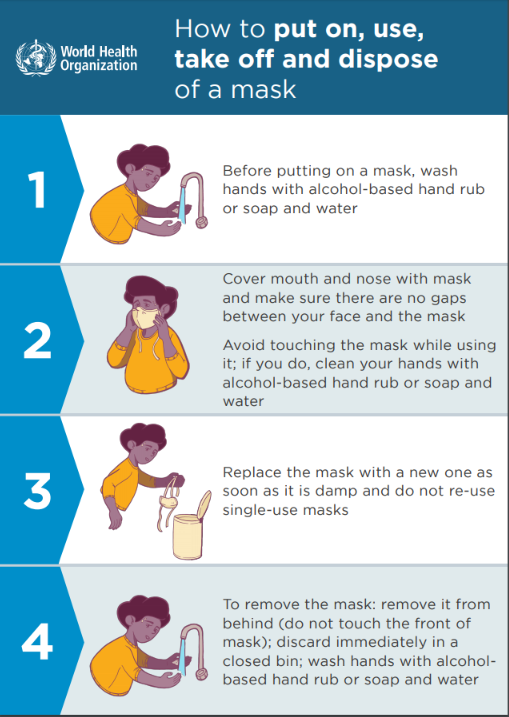 World Health
Organization
How to put on, use,
take off and dispose
of a mask
1
Before putting on a mask, wash
hands with alcohol-based hand rub
or soap and water
2
Cover mouth and nose with mask
and make sure there are no gaps
between your face and the mask
Avoid touching the mask while using
it; if you do, clean your hands with
alcohol-based hand rub or soap and
water
3
Replace the mask with a new one as
soon as it is damp and do not re-use
single-use masks
4
To remove the mask: remove it from
behind (do not touch the front of
mask); discard immediately in a
closed bin; wash hands with alcohol-
based hand rub or soap and water